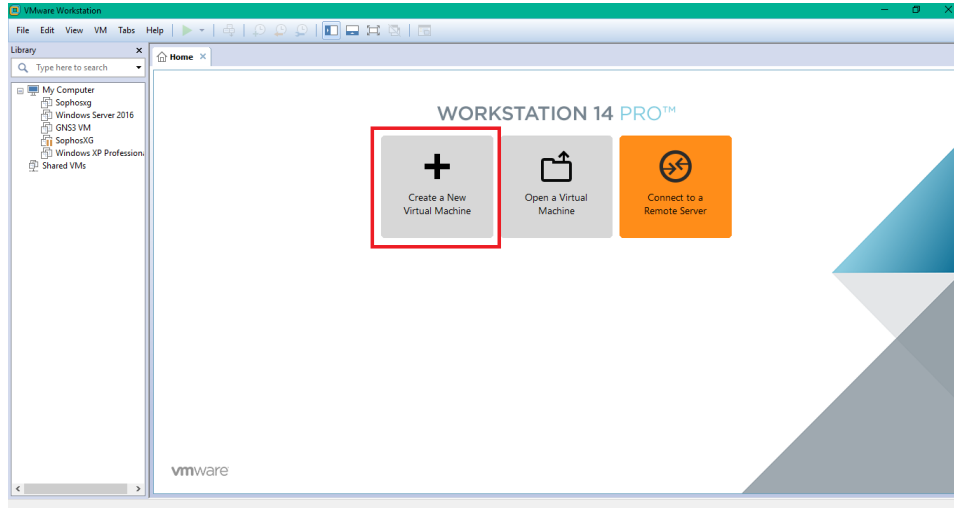 VMware Workstation
File Edit View VM Tabs Help
Library
Home
Type here to search
My Computer
Sophosxg
Windows Server 2016
GNS3 VM
SophosXG
Windows XP Profession
Shared VMs
WORKSTATION 14 PRO™
Create a New
Virtual Machine
Open a Virtual
Machine
Connect to a
Remote Server
vmware